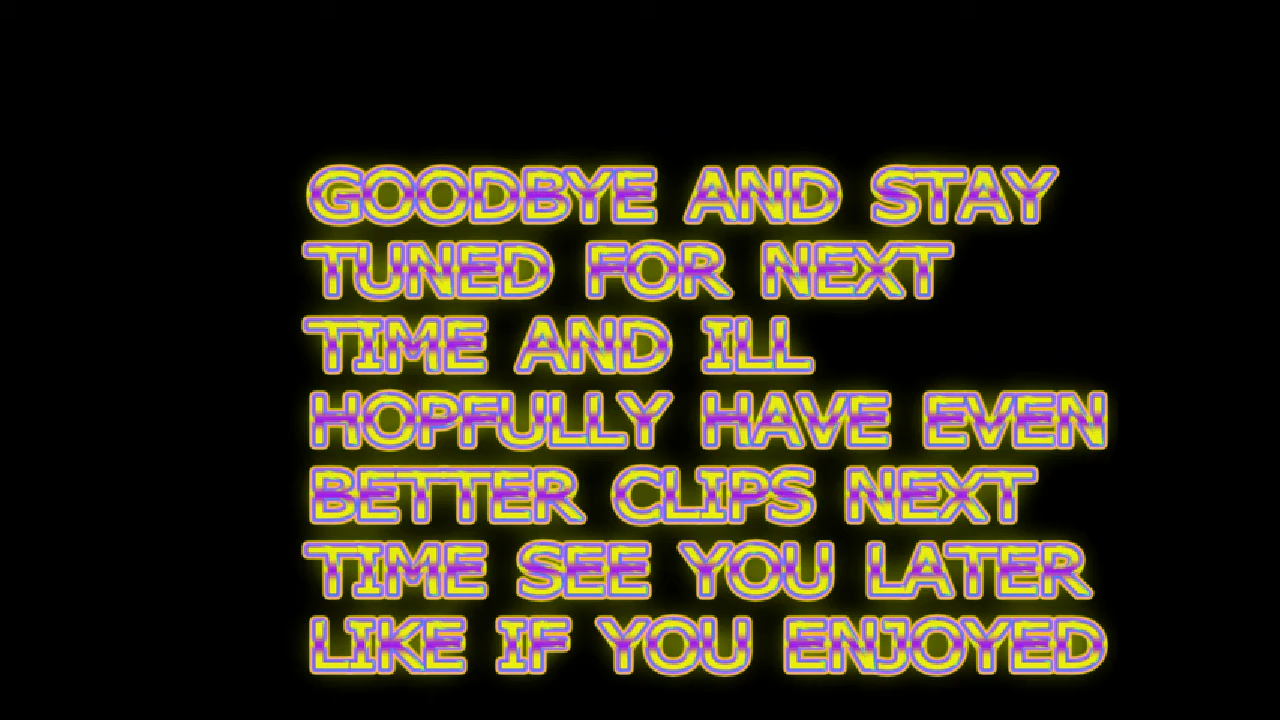 GOODBYE AND STAY
TUNED FOR NEXT
TIME AND ILL
HOPFULLY HAVE EVEN
BETTER CLIPS NEXT
TIME SEE YOU LATER
LIKE IF YOU ENJOYED